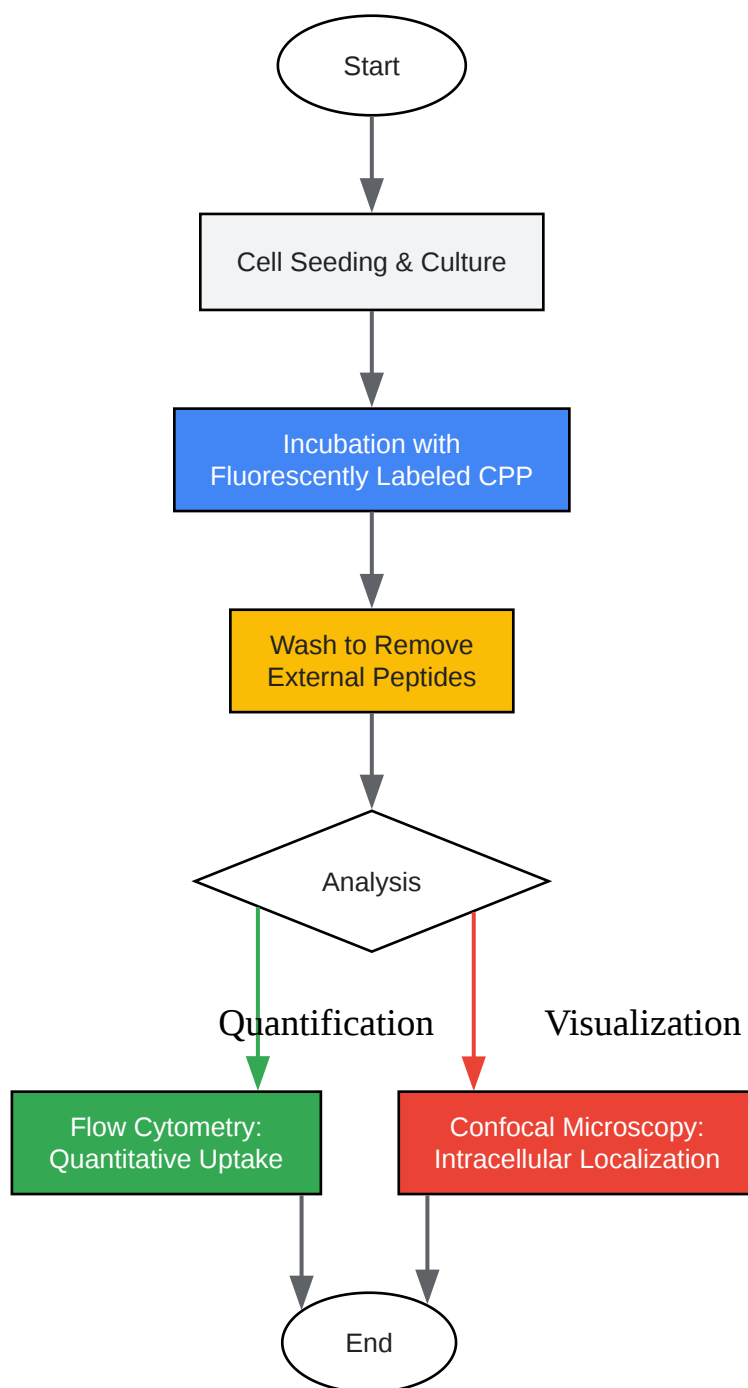 Start
Cell Seeding & Culture
Incubation with
Fluorescently Labeled CPP
Wash to Remove
External Peptides
Analysis
Quantification
Visualization
Flow Cytometry:
Quantitative Uptake
Confocal Microscopy:
Intracellular Localization
End